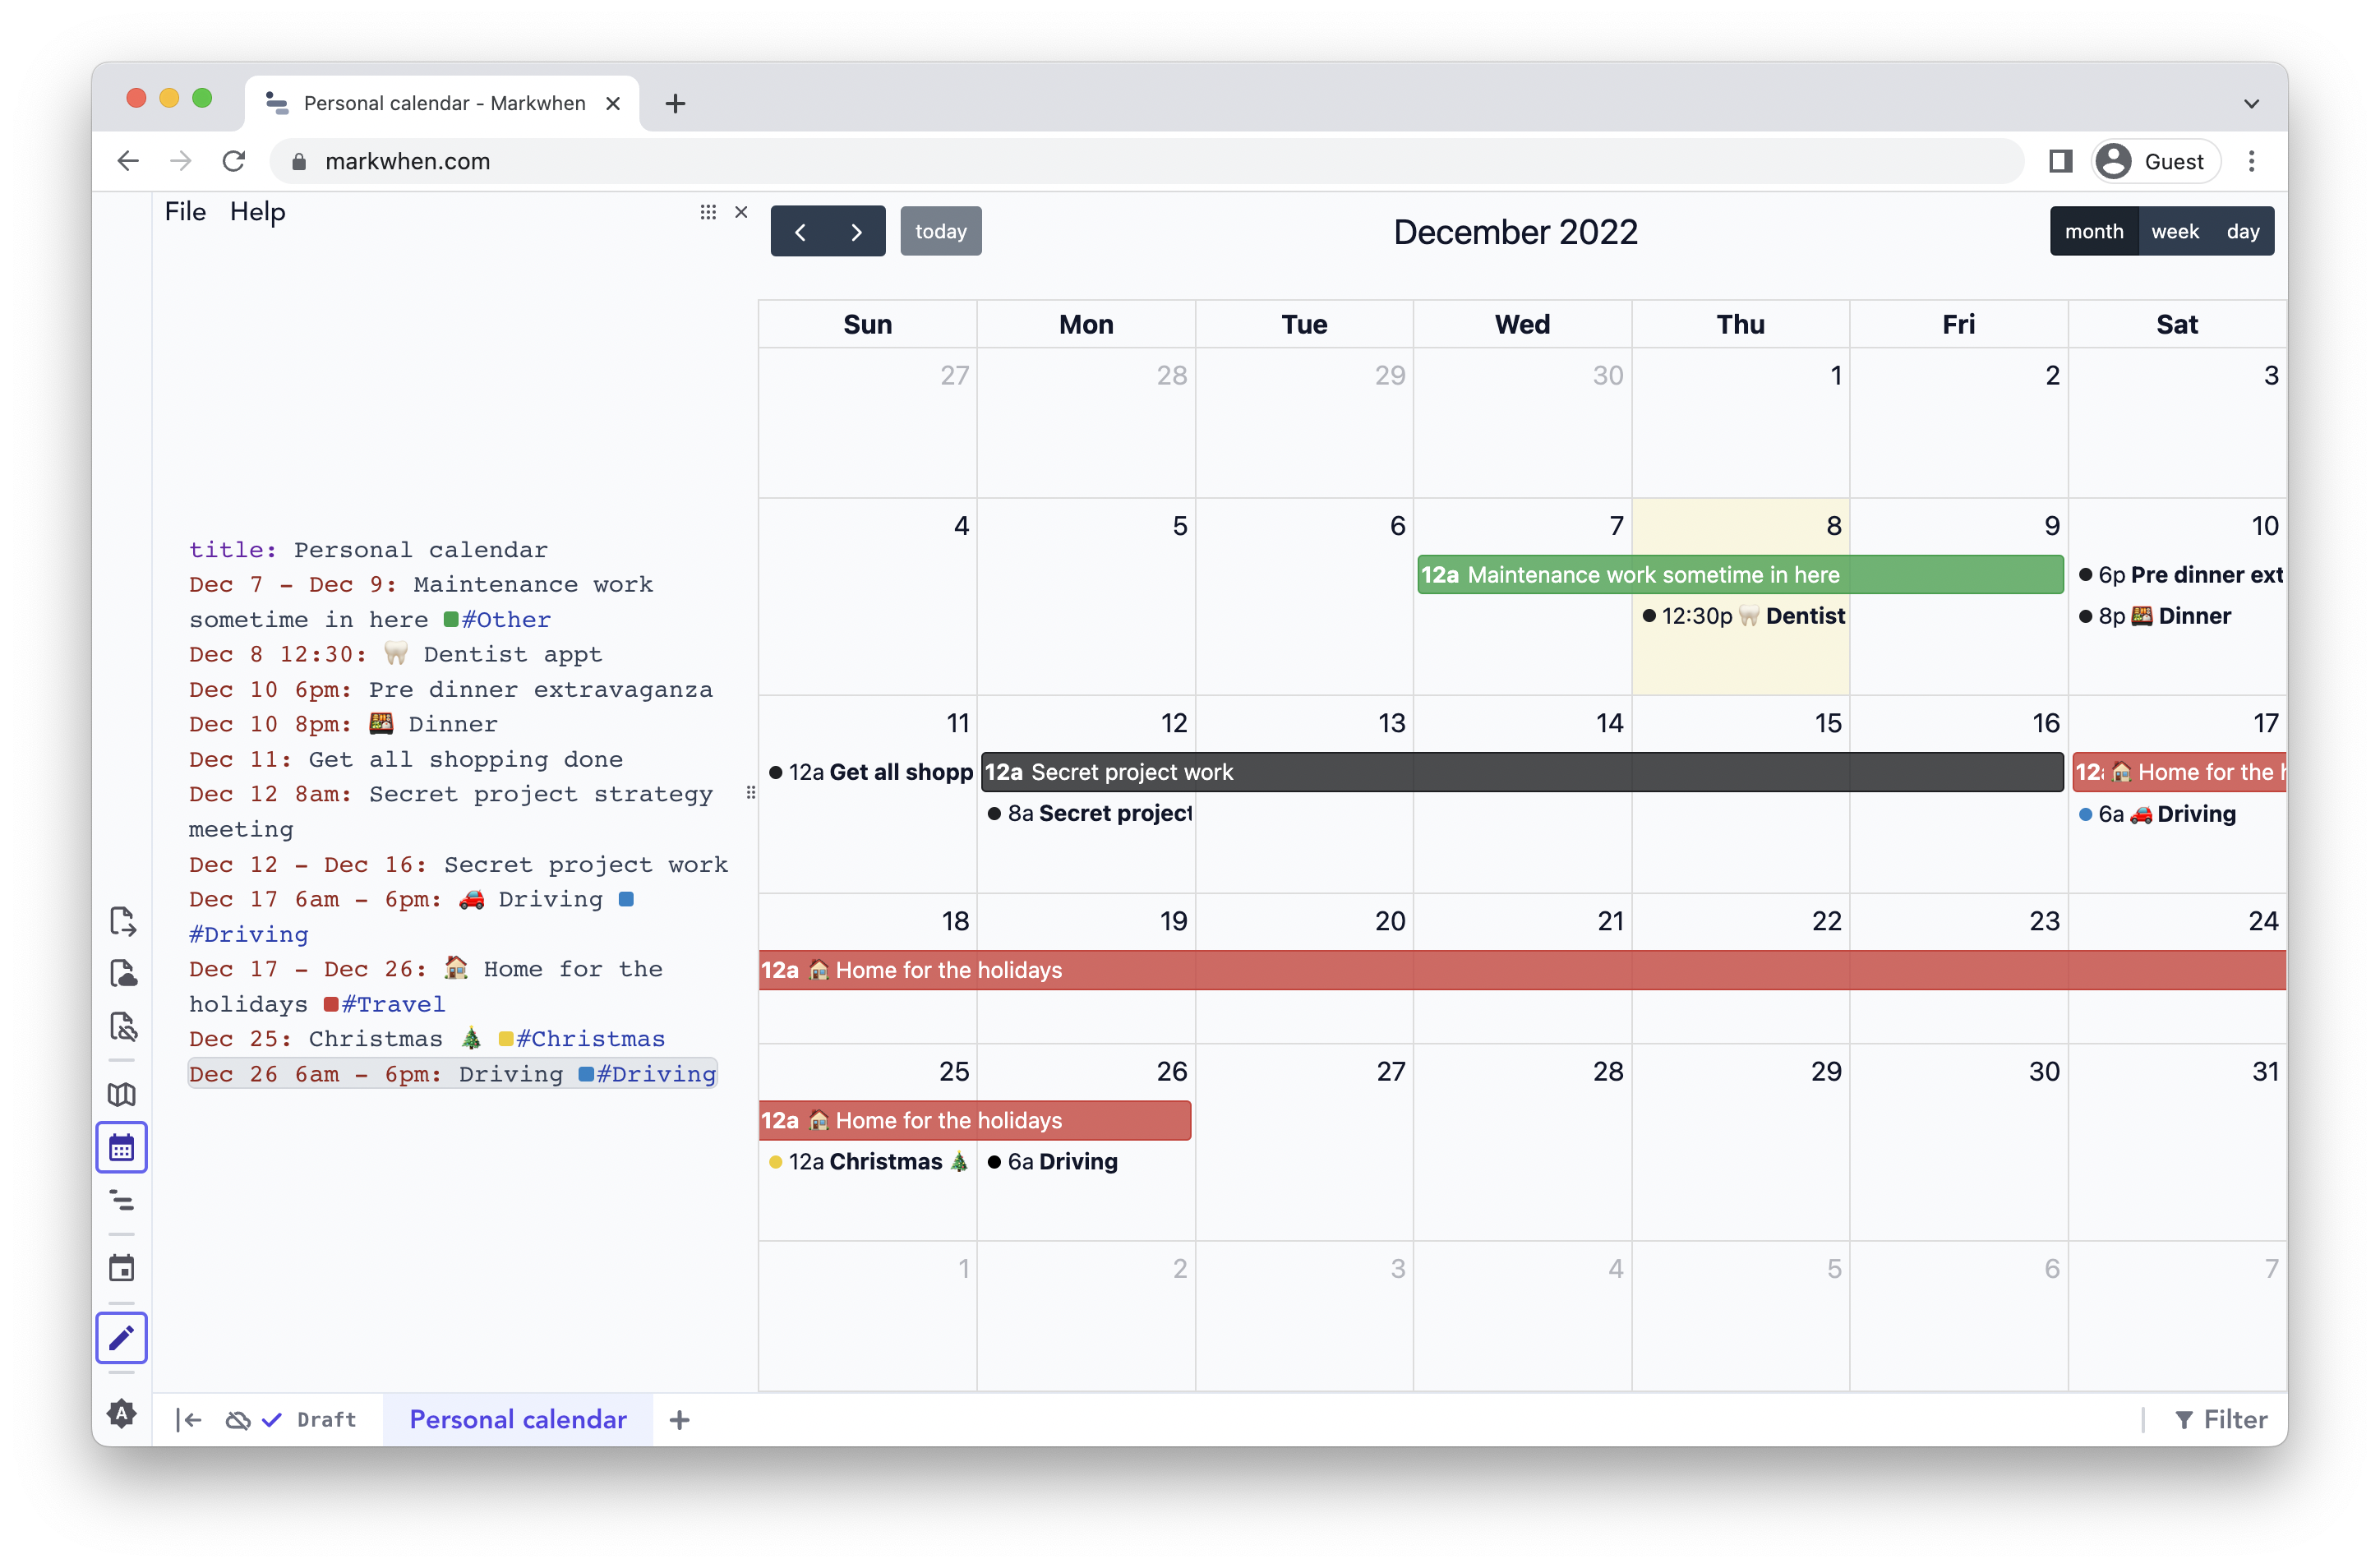 Personal calendar - Markwhen
markwhen.com
Guest
File Help
today
December 2022
month week day
title: Personal calendar
Dec 7 - Dec 9: Maintenance work
sometime in here #Other
Dec 8 12:30: 🦷 Dentist appt
Dec 10 6pm: Pre dinner extravaganza
Dec 10 8pm: 🍱 Dinner
Dec 11: Get all shopping done
Dec 12 8am: Secret project strategy
meeting
Dec 12 - Dec 16: Secret project work
Dec 17 6am - 6pm: 🚗 Driving
#Driving
Dec 17 - Dec 26: 🏠 Home for the
holidays #Travel
Dec 25: Christmas 🎄 #Christmas
Dec 26 6am - 6pm: Driving #Driving
Sun Mon Tue Wed Thu Fri Sat
27 28 29 30 1 2 3
4 5 6 7 8 9 10
12a Maintenance work sometime in here
6p Pre dinner ext
12:30p 🦷 Dentist
8p 🍱 Dinner
11 12 13 14 15 16 17
12a Get all shopp
12a Secret project work
12a 🏠 Home for the h
8a Secret project
6a 🚗 Driving
18 19 20 21 22 23 24
12a 🏠 Home for the holidays
25 26 27 28 29 30 31
12a 🏠 Home for the holidays
12a Christmas 🎄
6a Driving
1 2 3 4 5 6 7
A
Draft
Personal calendar
Filter